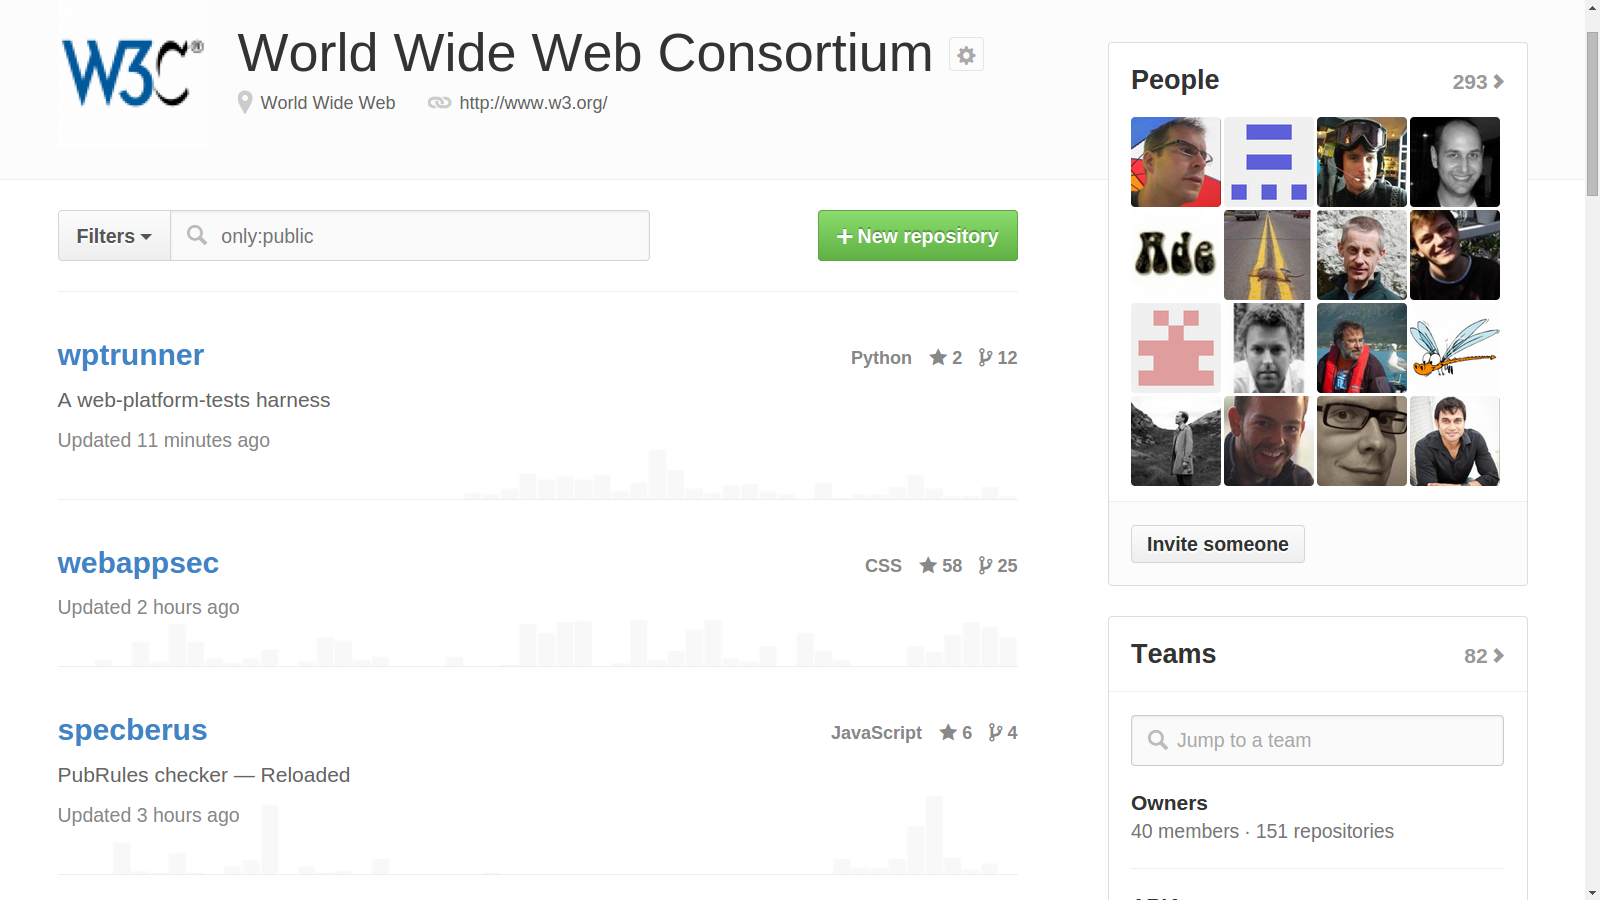 W3C®
World Wide Web Consortium
World Wide Web http://www.w3.org/
Filters only:public
New repository
wptrunner
Python 2 12
A web-platform-tests harness
Updated 11 minutes ago
webappsec
CSS 58 25
Updated 2 hours ago
specberus
JavaScript 6 4
PubRules checker — Reloaded
Updated 3 hours ago
People 293
Ade
Invite someone
Teams 82
Jump to a team
Owners
40 members · 151 repositories